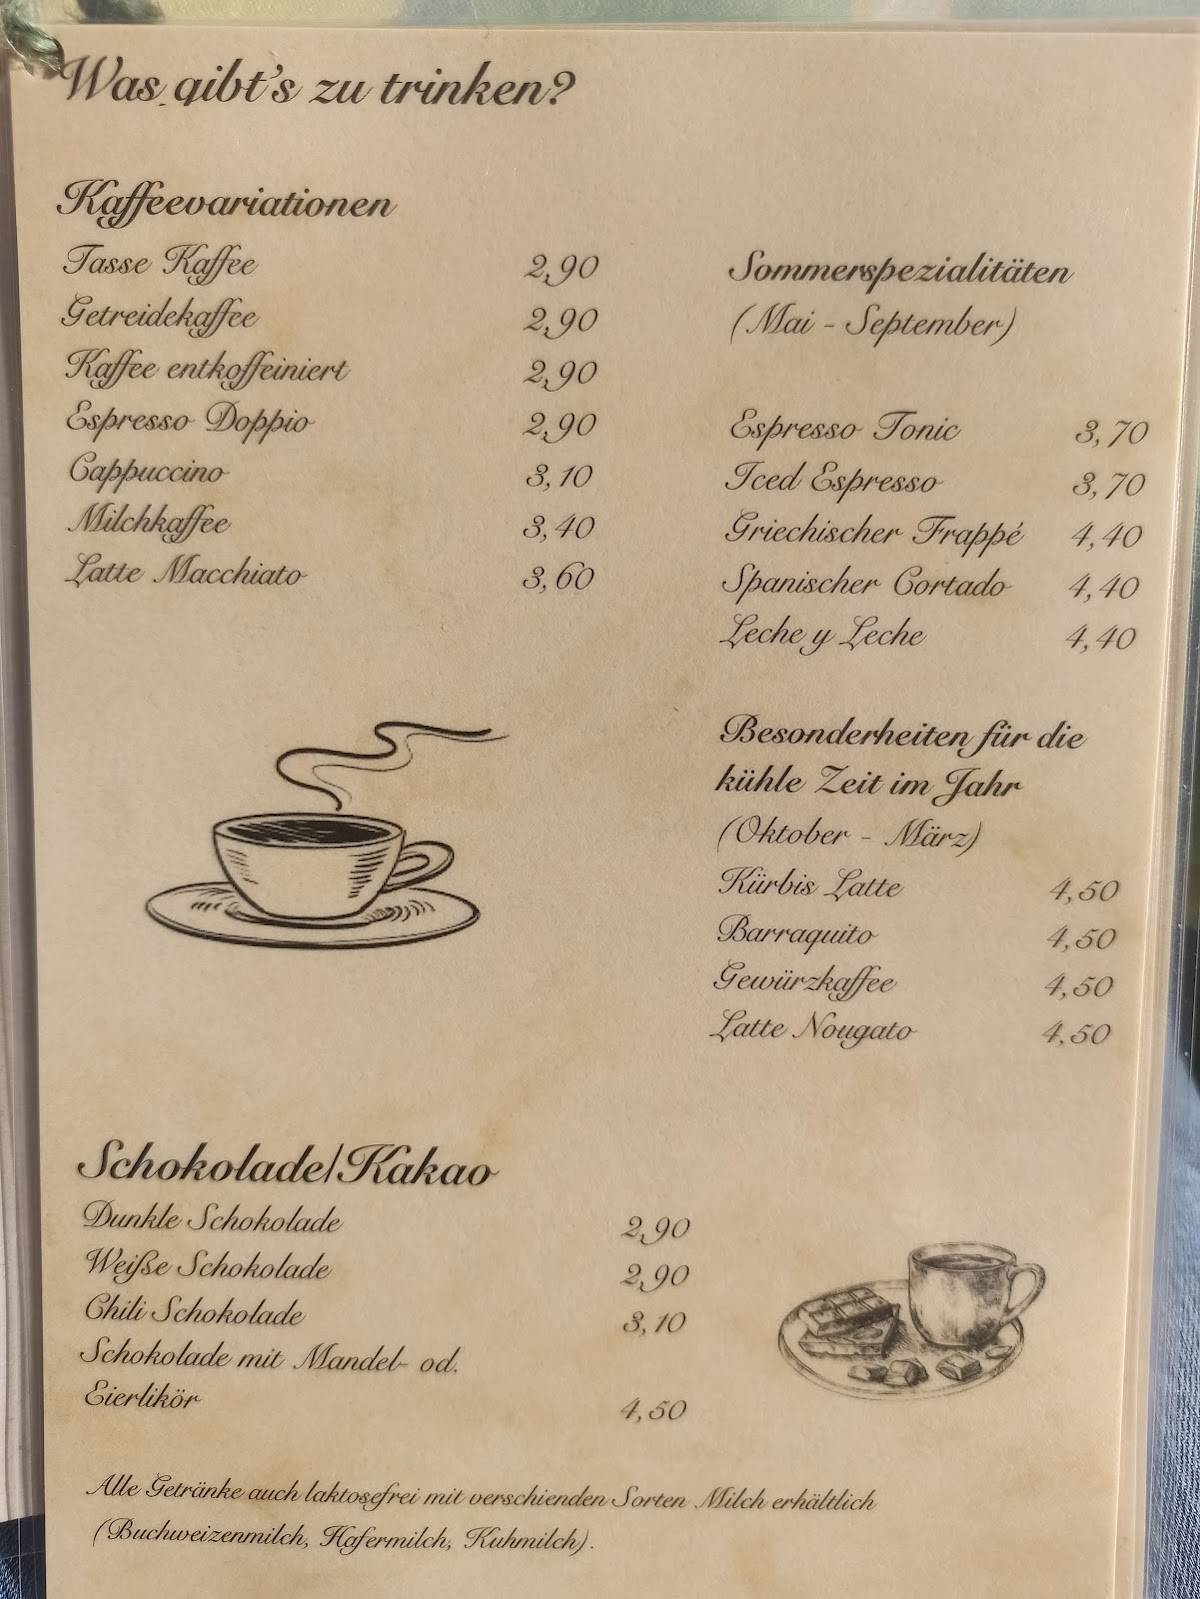 Was gibt's zu trinken?
Kaffeevariationen
Tasse Kaffee 2,90
Getreidekaffee 2,90
Kaffee entkoffeiniert 2,90
Espresso Doppio 2,90
Cappuccino 3,10
Milchkaffee 3,40
Latte Macchiato 3,60
Sommerspezialitäten
(Mai - September)
Espresso Tonic 3,70
Iced Espresso 3,70
Griechischer Frappé 4,40
Spanischer Cortado 4,40
Leche y Leche 4,40
Besonderheiten für die
kühle Zeit im Jahr
(Oktober - März)
Kürbis Latte 4,50
Barraquito 4,50
Gewürzkaffee 4,50
Latte Nougato 4,50
Schokolade/Kakao
Dunkle Schokolade 2,90
Weiße Schokolade 2,90
Chili Schokolade 3,10
Schokolade mit Mandel- od.
Eierlikör 4,50
Alle Getränke auch laktosefrei mit verschienden Sorten Milch erhältlich
(Buchweizenmilch, Hafermilch, Kuhmilch).